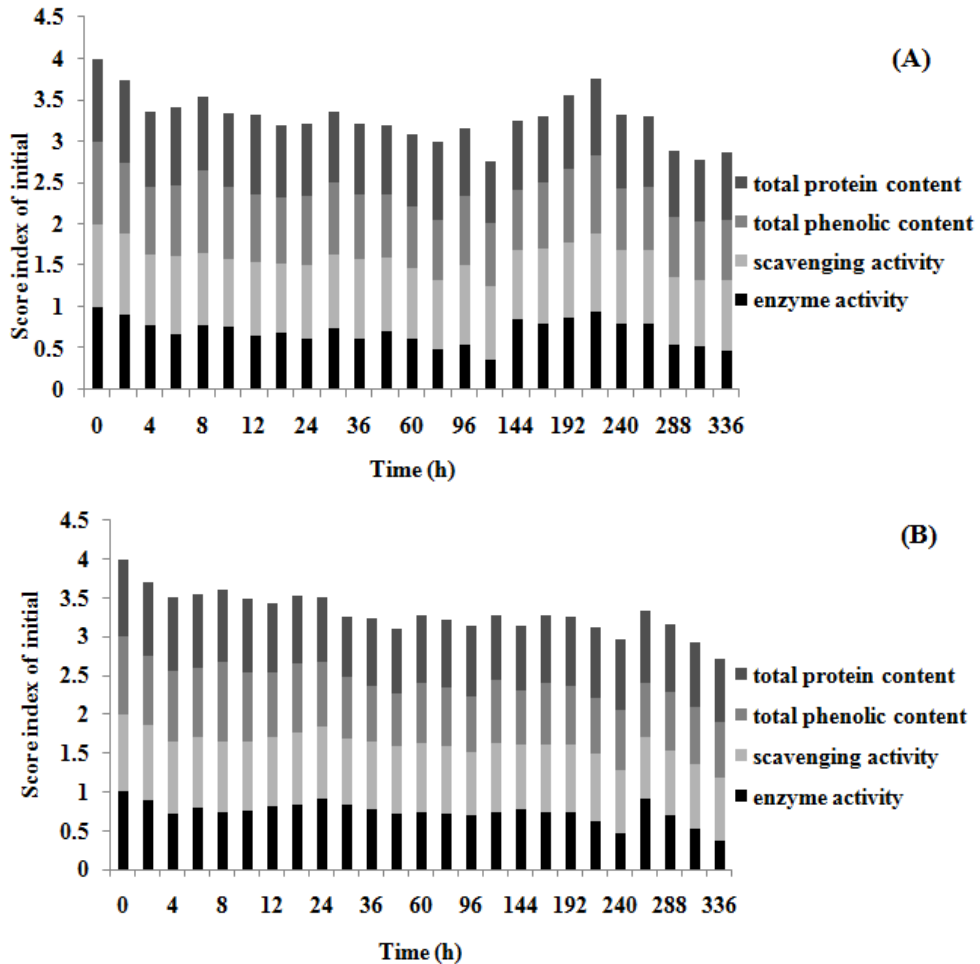 (A)
Score index of initial
4.5
4
3.5
3
2.5
2
1.5
1
0.5
0
0 4 8 12 24 36 60 96 144 192 240 288 336
Time (h)
total protein content
total phenolic content
scavenging activity
enzyme activity
(B)
Score index of initial
4.5
4
3.5
3
2.5
2
1.5
1
0.5
0
0 4 8 12 24 36 60 96 144 192 240 288 336
Time (h)
total protein content
total phenolic content
scavenging activity
enzyme activity